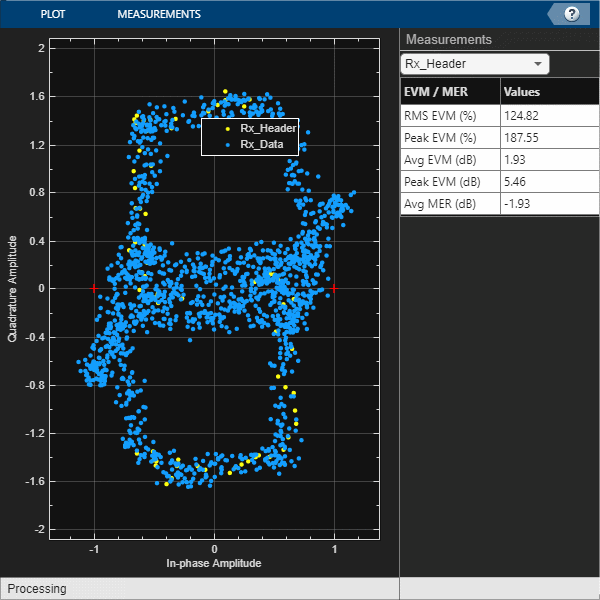 PLOT MEASUREMENTS ?
Measurements
Rx_Header
EVM / MER Values
RMS EVM (%) 124.82
Peak EVM (%) 187.55
Avg EVM (dB) 1.93
Peak EVM (dB) 5.46
Avg MER (dB) -1.93
2
1.6
1.2
0.8
0.4
0
-0.4
-0.8
-1.2
-1.6
-2
Quadrature Amplitude
Rx_Header
Rx_Data
-1 0 1
In-phase Amplitude
Processing